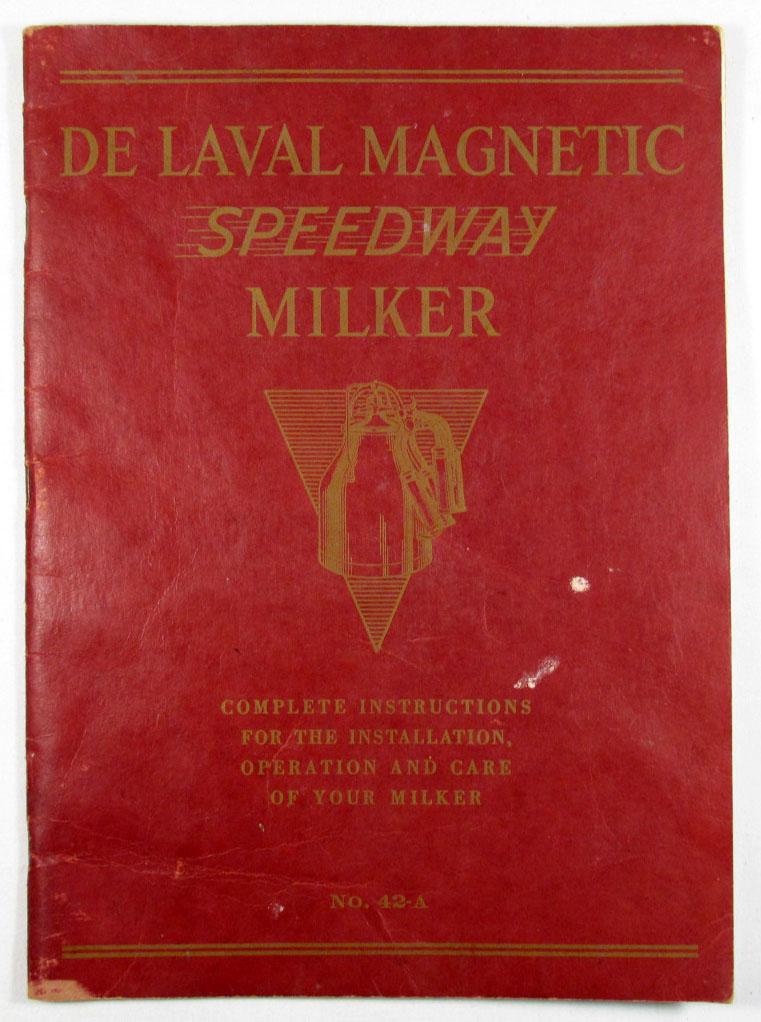 DE LAVAL MAGNETIC
SPEEDWAY
MILKER
COMPLETE INSTRUCTIONS
FOR THE INSTALLATION,
OPERATION AND CARE
OF YOUR MILKER
No. 42-A